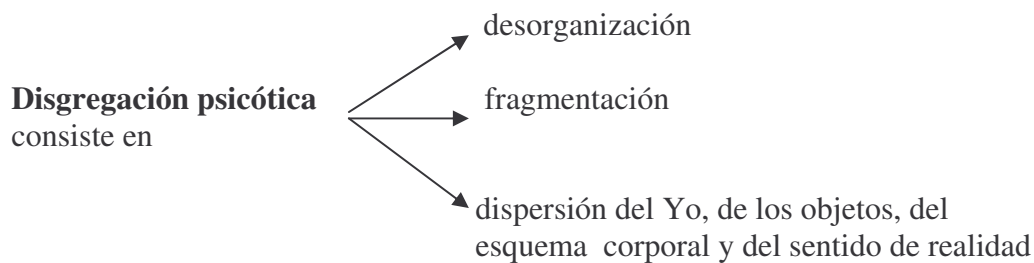 desorganización
Disgregación psicótica
fragmentación
consiste en
dispersión del Yo, de los objetos, del
esquema corporal y del sentido de realidad